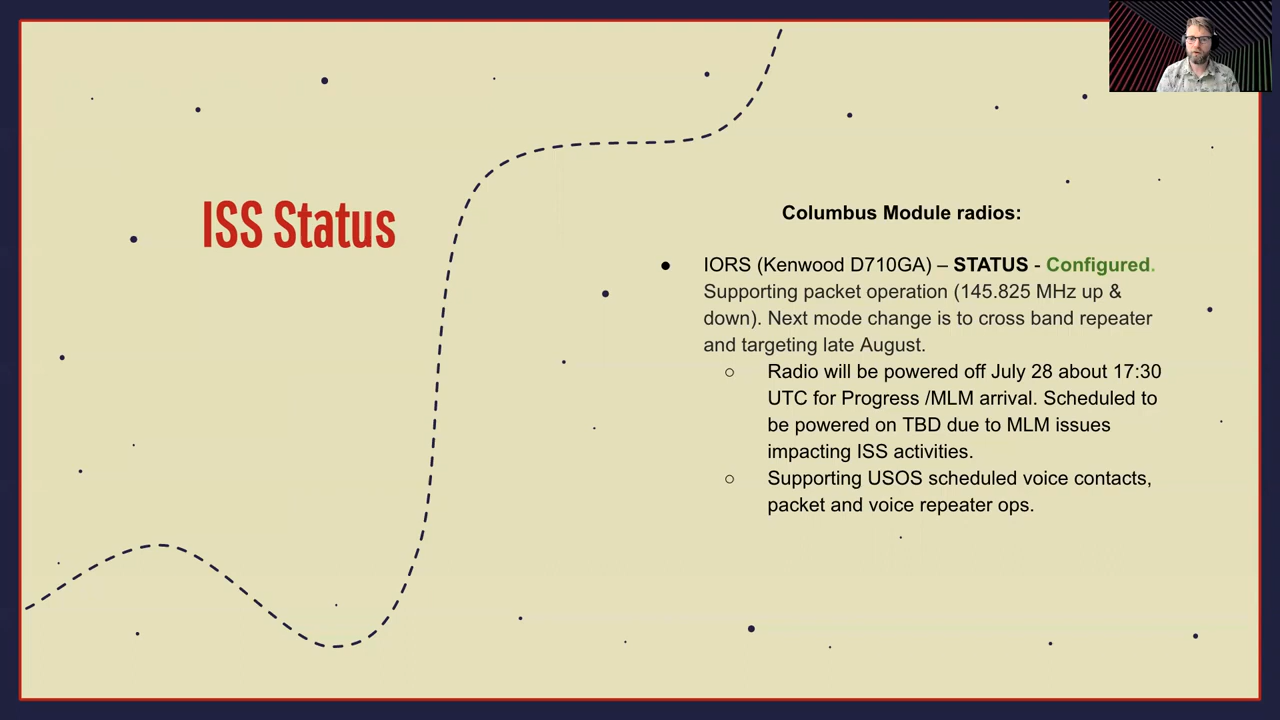 ISS Status
Columbus Module radios:
● IORS (Kenwood D710GA) – STATUS - Configured.
Supporting packet operation (145.825 MHz up &
down). Next mode change is to cross band repeater
and targeting late August.
○ Radio will be powered off July 28 about 17:30
UTC for Progress /MLM arrival. Scheduled to
be powered on TBD due to MLM issues
impacting ISS activities.
○ Supporting USOS scheduled voice contacts,
packet and voice repeater ops.